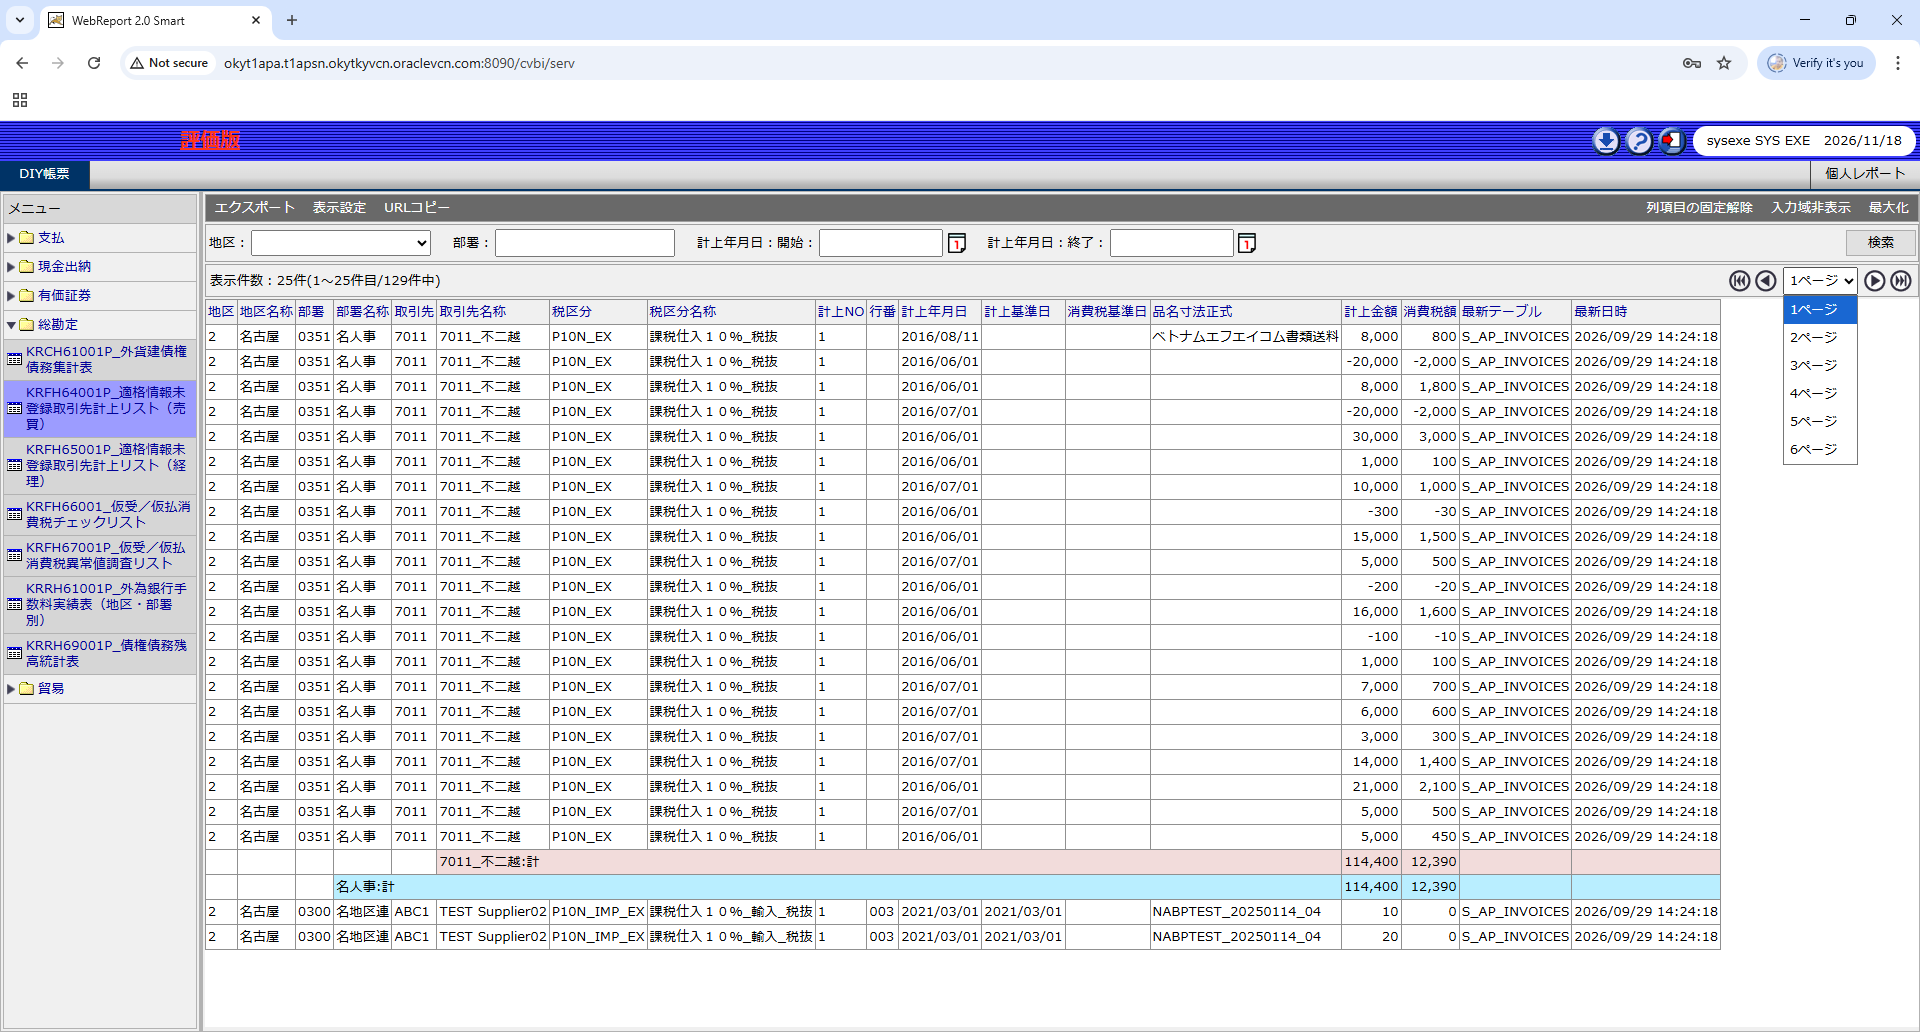 WebReport 2.0 Smart
Not secure
okyt1apa.t1apsn.okytkyvcn.oraclevcn.com:8090/cvbi/serv
Verify it's you
評価版
sysexe SYS EXE 2026/11/18
DIY帳票
個人レポート
メニュー
支払
現金出納
有価証券
総勘定
KRCH61001P_外貨建債権
債務集計表
KRFH64001P_適格情報未
登録取引先計上リスト（売
買）
KRFH65001P_適格情報未
登録取引先計上リスト（経
理）
KRFH66001_仮受／仮払消
費税チェックリスト
KRFH67001P_仮受／仮払
消費税異常値調査リスト
KRRH61001P_外為銀行手
数料実績表（地区・部署
別）
KRRH69001P_債権債務残
高統計表
貿易
エクスポート 表示設定 URLコピー
列項目の固定解除 入力域非表示 最大化
地区： 部署： 計上年月日：開始： 1 計上年月日：終了： 1 検索
表示件数：25件(1～25件目/129件中)
1ページ
1ページ
2ページ
3ページ
4ページ
5ページ
6ページ
地区 地区名称 部署 部署名称 取引先 取引先名称 税区分 税区分名称 計上NO 行番 計上年月日 計上基準日 消費税基準日 品名寸法正式 計上金額 消費税額 最新テーブル 最新日時
2 名古屋 0351 名人事 7011 7011_不二越 P10N_EX 課税仕入１０%_税抜 1 2016/08/11 ベトナムエフエイコム書類送料 8,000 800 S_AP_INVOICES 2026/09/29 14:24:18
2 名古屋 0351 名人事 7011 7011_不二越 P10N_EX 課税仕入１０%_税抜 1 2016/06/01 -20,000 -2,000 S_AP_INVOICES 2026/09/29 14:24:18
2 名古屋 0351 名人事 7011 7011_不二越 P10N_EX 課税仕入１０%_税抜 1 2016/06/01 8,000 1,800 S_AP_INVOICES 2026/09/29 14:24:18
2 名古屋 0351 名人事 7011 7011_不二越 P10N_EX 課税仕入１０%_税抜 1 2016/07/01 -20,000 -2,000 S_AP_INVOICES 2026/09/29 14:24:18
2 名古屋 0351 名人事 7011 7011_不二越 P10N_EX 課税仕入１０%_税抜 1 2016/06/01 30,000 3,000 S_AP_INVOICES 2026/09/29 14:24:18
2 名古屋 0351 名人事 7011 7011_不二越 P10N_EX 課税仕入１０%_税抜 1 2016/06/01 1,000 100 S_AP_INVOICES 2026/09/29 14:24:18
2 名古屋 0351 名人事 7011 7011_不二越 P10N_EX 課税仕入１０%_税抜 1 2016/07/01 10,000 1,000 S_AP_INVOICES 2026/09/29 14:24:18
2 名古屋 0351 名人事 7011 7011_不二越 P10N_EX 課税仕入１０%_税抜 1 2016/06/01 -300 -30 S_AP_INVOICES 2026/09/29 14:24:18
2 名古屋 0351 名人事 7011 7011_不二越 P10N_EX 課税仕入１０%_税抜 1 2016/06/01 15,000 1,500 S_AP_INVOICES 2026/09/29 14:24:18
2 名古屋 0351 名人事 7011 7011_不二越 P10N_EX 課税仕入１０%_税抜 1 2016/07/01 5,000 500 S_AP_INVOICES 2026/09/29 14:24:18
2 名古屋 0351 名人事 7011 7011_不二越 P10N_EX 課税仕入１０%_税抜 1 2016/06/01 -200 -20 S_AP_INVOICES 2026/09/29 14:24:18
2 名古屋 0351 名人事 7011 7011_不二越 P10N_EX 課税仕入１０%_税抜 1 2016/06/01 16,000 1,600 S_AP_INVOICES 2026/09/29 14:24:18
2 名古屋 0351 名人事 7011 7011_不二越 P10N_EX 課税仕入１０%_税抜 1 2016/06/01 -100 -10 S_AP_INVOICES 2026/09/29 14:24:18
2 名古屋 0351 名人事 7011 7011_不二越 P10N_EX 課税仕入１０%_税抜 1 2016/06/01 1,000 100 S_AP_INVOICES 2026/09/29 14:24:18
2 名古屋 0351 名人事 7011 7011_不二越 P10N_EX 課税仕入１０%_税抜 1 2016/07/01 7,000 700 S_AP_INVOICES 2026/09/29 14:24:18
2 名古屋 0351 名人事 7011 7011_不二越 P10N_EX 課税仕入１０%_税抜 1 2016/07/01 6,000 600 S_AP_INVOICES 2026/09/29 14:24:18
2 名古屋 0351 名人事 7011 7011_不二越 P10N_EX 課税仕入１０%_税抜 1 2016/07/01 3,000 300 S_AP_INVOICES 2026/09/29 14:24:18
2 名古屋 0351 名人事 7011 7011_不二越 P10N_EX 課税仕入１０%_税抜 1 2016/07/01 14,000 1,400 S_AP_INVOICES 2026/09/29 14:24:18
2 名古屋 0351 名人事 7011 7011_不二越 P10N_EX 課税仕入１０%_税抜 1 2016/06/01 21,000 2,100 S_AP_INVOICES 2026/09/29 14:24:18
2 名古屋 0351 名人事 7011 7011_不二越 P10N_EX 課税仕入１０%_税抜 1 2016/07/01 5,000 500 S_AP_INVOICES 2026/09/29 14:24:18
2 名古屋 0351 名人事 7011 7011_不二越 P10N_EX 課税仕入１０%_税抜 1 2016/06/01 5,000 450 S_AP_INVOICES 2026/09/29 14:24:18
7011_不二越:計 114,400 12,390
名人事:計 114,400 12,390
2 名古屋 0300 名地区連 ABC1 TEST Supplier02 P10N_IMP_EX 課税仕入１０%_輸入_税抜 1 003 2021/03/01 2021/03/01 NABPTEST_20250114_04 10 0 S_AP_INVOICES 2026/09/29 14:24:18
2 名古屋 0300 名地区連 ABC1 TEST Supplier02 P10N_IMP_EX 課税仕入１０%_輸入_税抜 1 003 2021/03/01 2021/03/01 NABPTEST_20250114_04 20 0 S_AP_INVOICES 2026/09/29 14:24:18